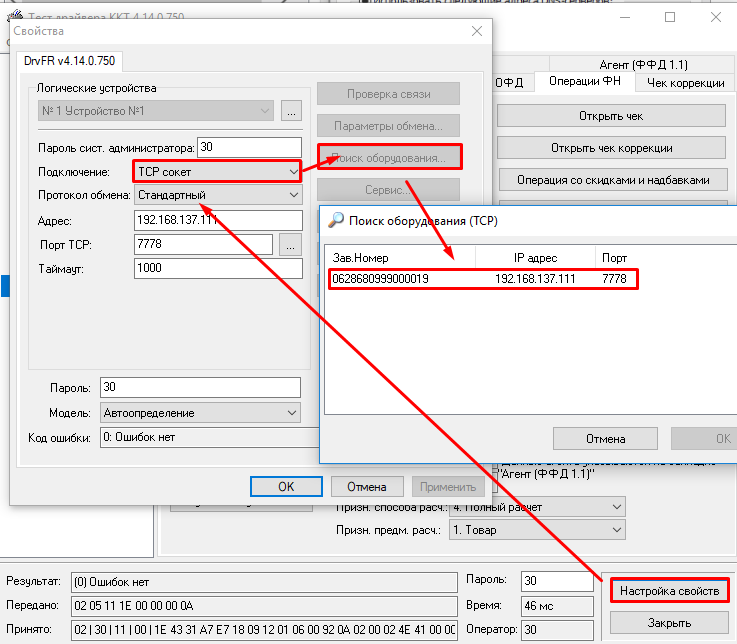 Тест драйвера ККТ 4.14.0.750
Свойства
DrvFR v4.14.0.750
Логические устройства
№ 1 Устройство №1
...
Пароль сист. администратора: 30
Подключение: TCP сокет
Протокол обмена: Стандартный
Адрес: 192.168.137.111
Порт TCP: 7778
...
Таймаут: 1000
Проверка связи
Параметры обмена...
Поиск оборудования...
Сервис...
Пароль: 30
Модель: Автоопределение
Код ошибки: 0: Ошибок нет
OK
Отмена
Применить
Агент (ФФД 1.1)
ОФД
Операции ФН
Чек коррекции
Открыть чек
Открыть чек коррекции
Операция со скидками и надбавками
Поиск оборудования (TCP)
Зав.Номер IP адрес Порт
0628680999000019 192.168.137.111 7778
Отмена
OK
"Агент (ФФД 1.1)"
Призн. способа расч.: 4. Полный расчет
Призн. предм. расч.: 1. Товар
Результат: (0) Ошибок нет
Передано: 02 05 11 1E 00 00 00 0A
Принято: 02 | 30 | 11 | 00 | 1E 43 31 A7 E7 18 09 12 01 06 00 92 0A 02 00 02 4E 41 00 00
Пароль: 30
Время: 46 мс
Оператор: 30
Настройка свойств
Закрыть